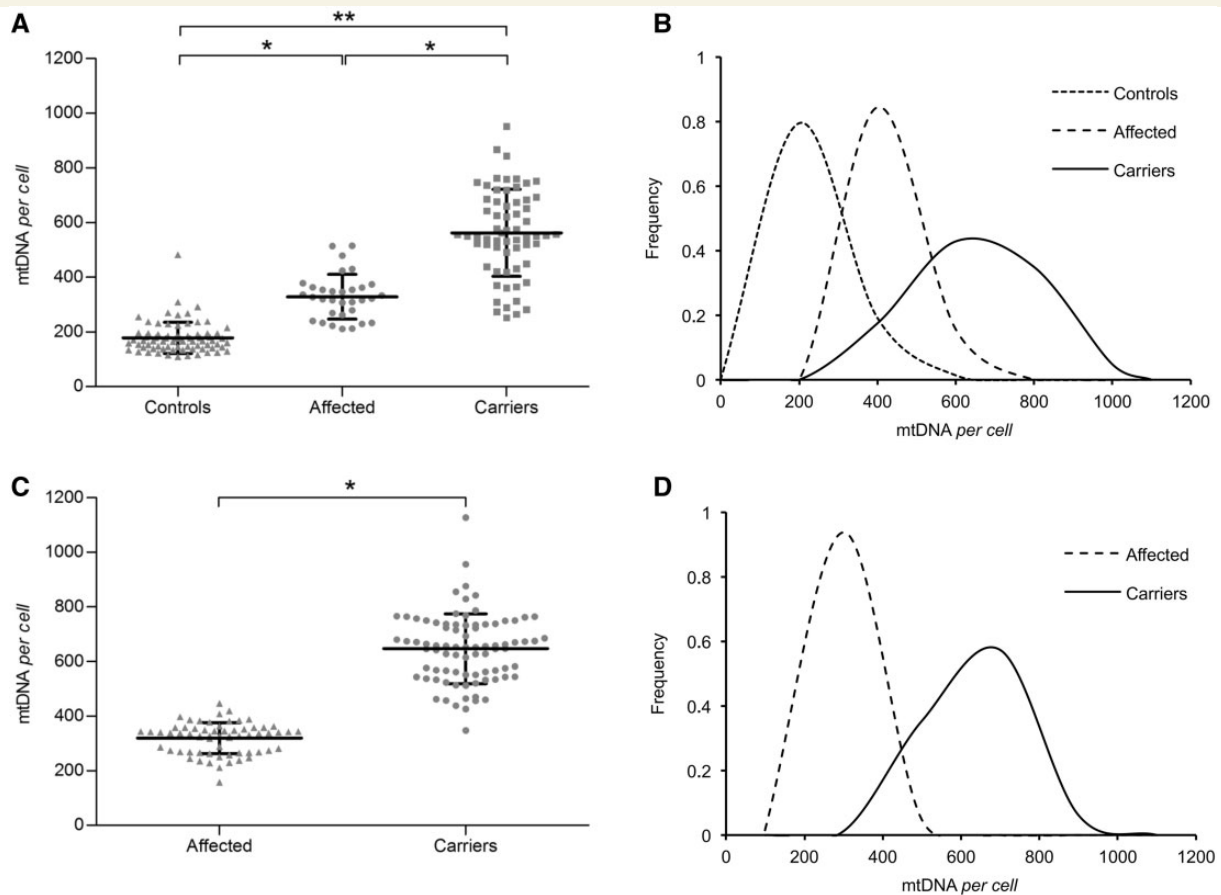 A
**
*
*
1200
1000
800
600
400
200
0
mtDNA per cell
Controls
Affected
Carriers
B
1
0.8
0.6
0.4
0.2
0
Frequency
Controls
Affected
Carriers
0 200 400 600 800 1000 1200
mtDNA per cell
C
*
1200
1000
800
600
400
200
0
mtDNA per cell
Affected
Carriers
D
1
0.8
0.6
0.4
0.2
0
Frequency
Affected
Carriers
0 200 400 600 800 1000 1200
mtDNA per cell